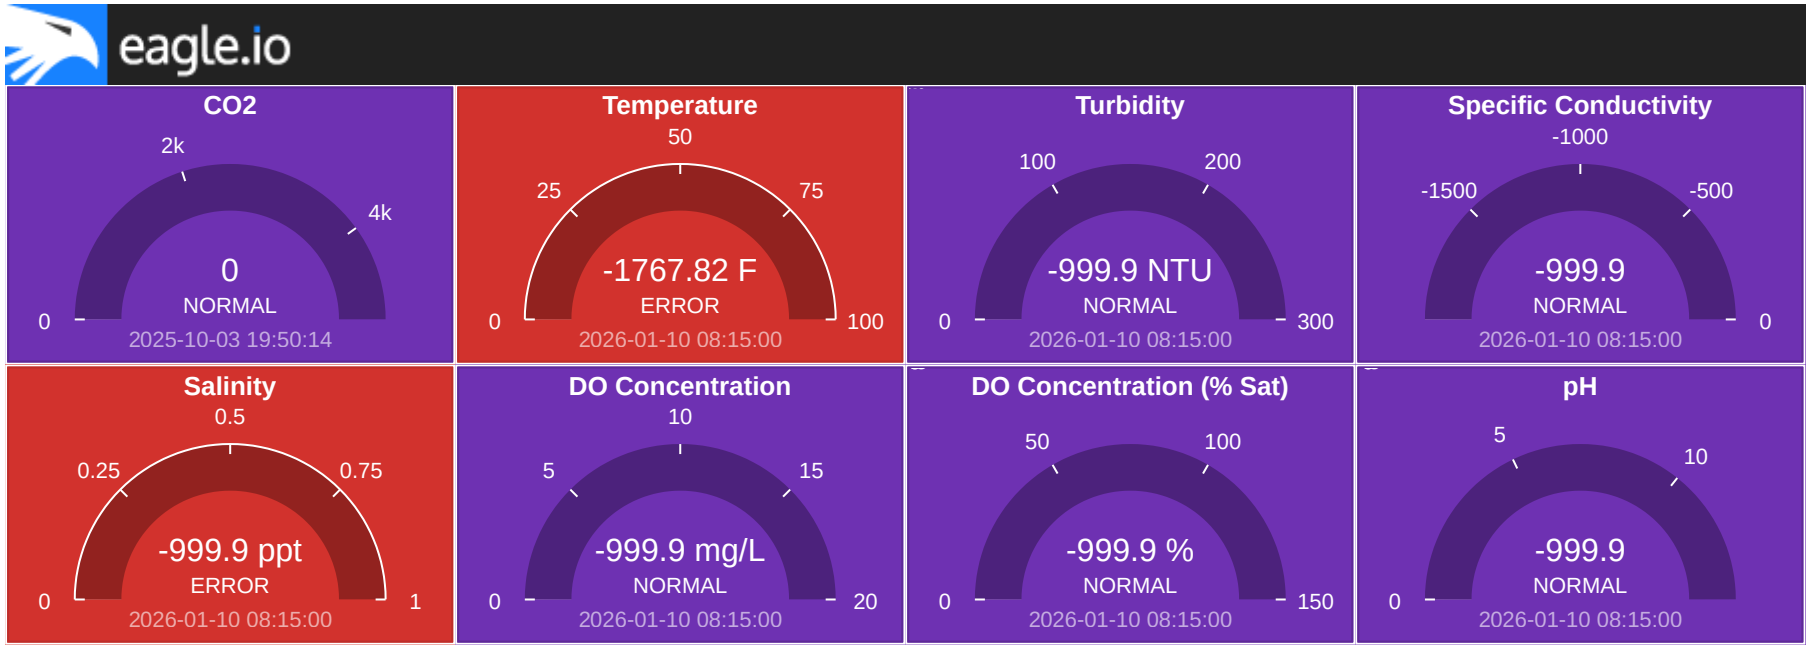 eagle.io
CO2
2k
4k
0
NORMAL
0
2025-10-03 19:50:14
Temperature
50
25
75
-1767.82 F
ERROR
0
100
2026-01-10 08:15:00
Turbidity
100
200
-999.9 NTU
NORMAL
0
300
2026-01-10 08:15:00
Specific Conductivity
-1000
-1500
-500
-999.9
NORMAL
0
2026-01-10 08:15:00
Salinity
0.5
0.25
0.75
-999.9 ppt
ERROR
0
1
2026-01-10 08:15:00
DO Concentration
10
5
15
-999.9 mg/L
NORMAL
0
20
2026-01-10 08:15:00
DO Concentration (% Sat)
50
100
-999.9 %
NORMAL
0
150
2026-01-10 08:15:00
pH
5
10
-999.9
NORMAL
0
2026-01-10 08:15:00